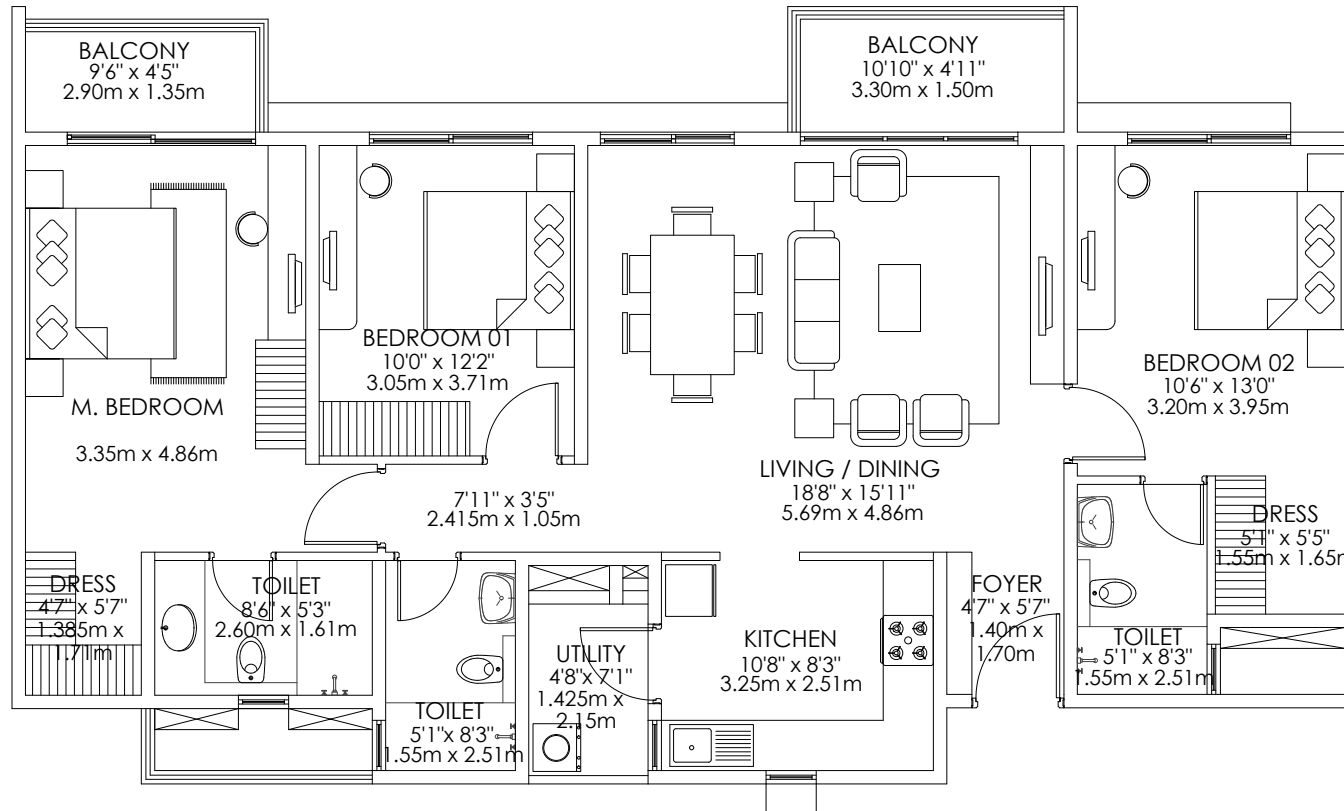 BALCONY
9'6" x 4'5"
2.90m x 1.35m
BALCONY
10'10" x 4'11"
3.30m x 1.50m
BEDROOM 01
10'0" x 12'2"
3.05m x 3.71m
M. BEDROOM
3.35m x 4.86m
BEDROOM 02
10'6" x 13'0"
3.20m x 3.95m
LIVING / DINING
18'8" x 15'11"
5.69m x 4.86m
7'11" x 3'5"
2.415m x 1.05m
DRESS
5'1" x 5'5"
1.55m x 1.65m
DRESS
4'7" x 5'7"
1.385m x
1.71m
TOILET
8'6" x 5'3"
2.60m x 1.61m
FOYER
4'7" x 5'7"
1.40m x
1.70m
KITCHEN
10'8" x 8'3"
3.25m x 2.51m
UTILITY
4'8"x 7'1"
1.425m x
2.15m
TOILET
5'1" x 8'3"
1.55m x 2.51m
TOILET
5'1"x 8'3"
1.55m x 2.51m